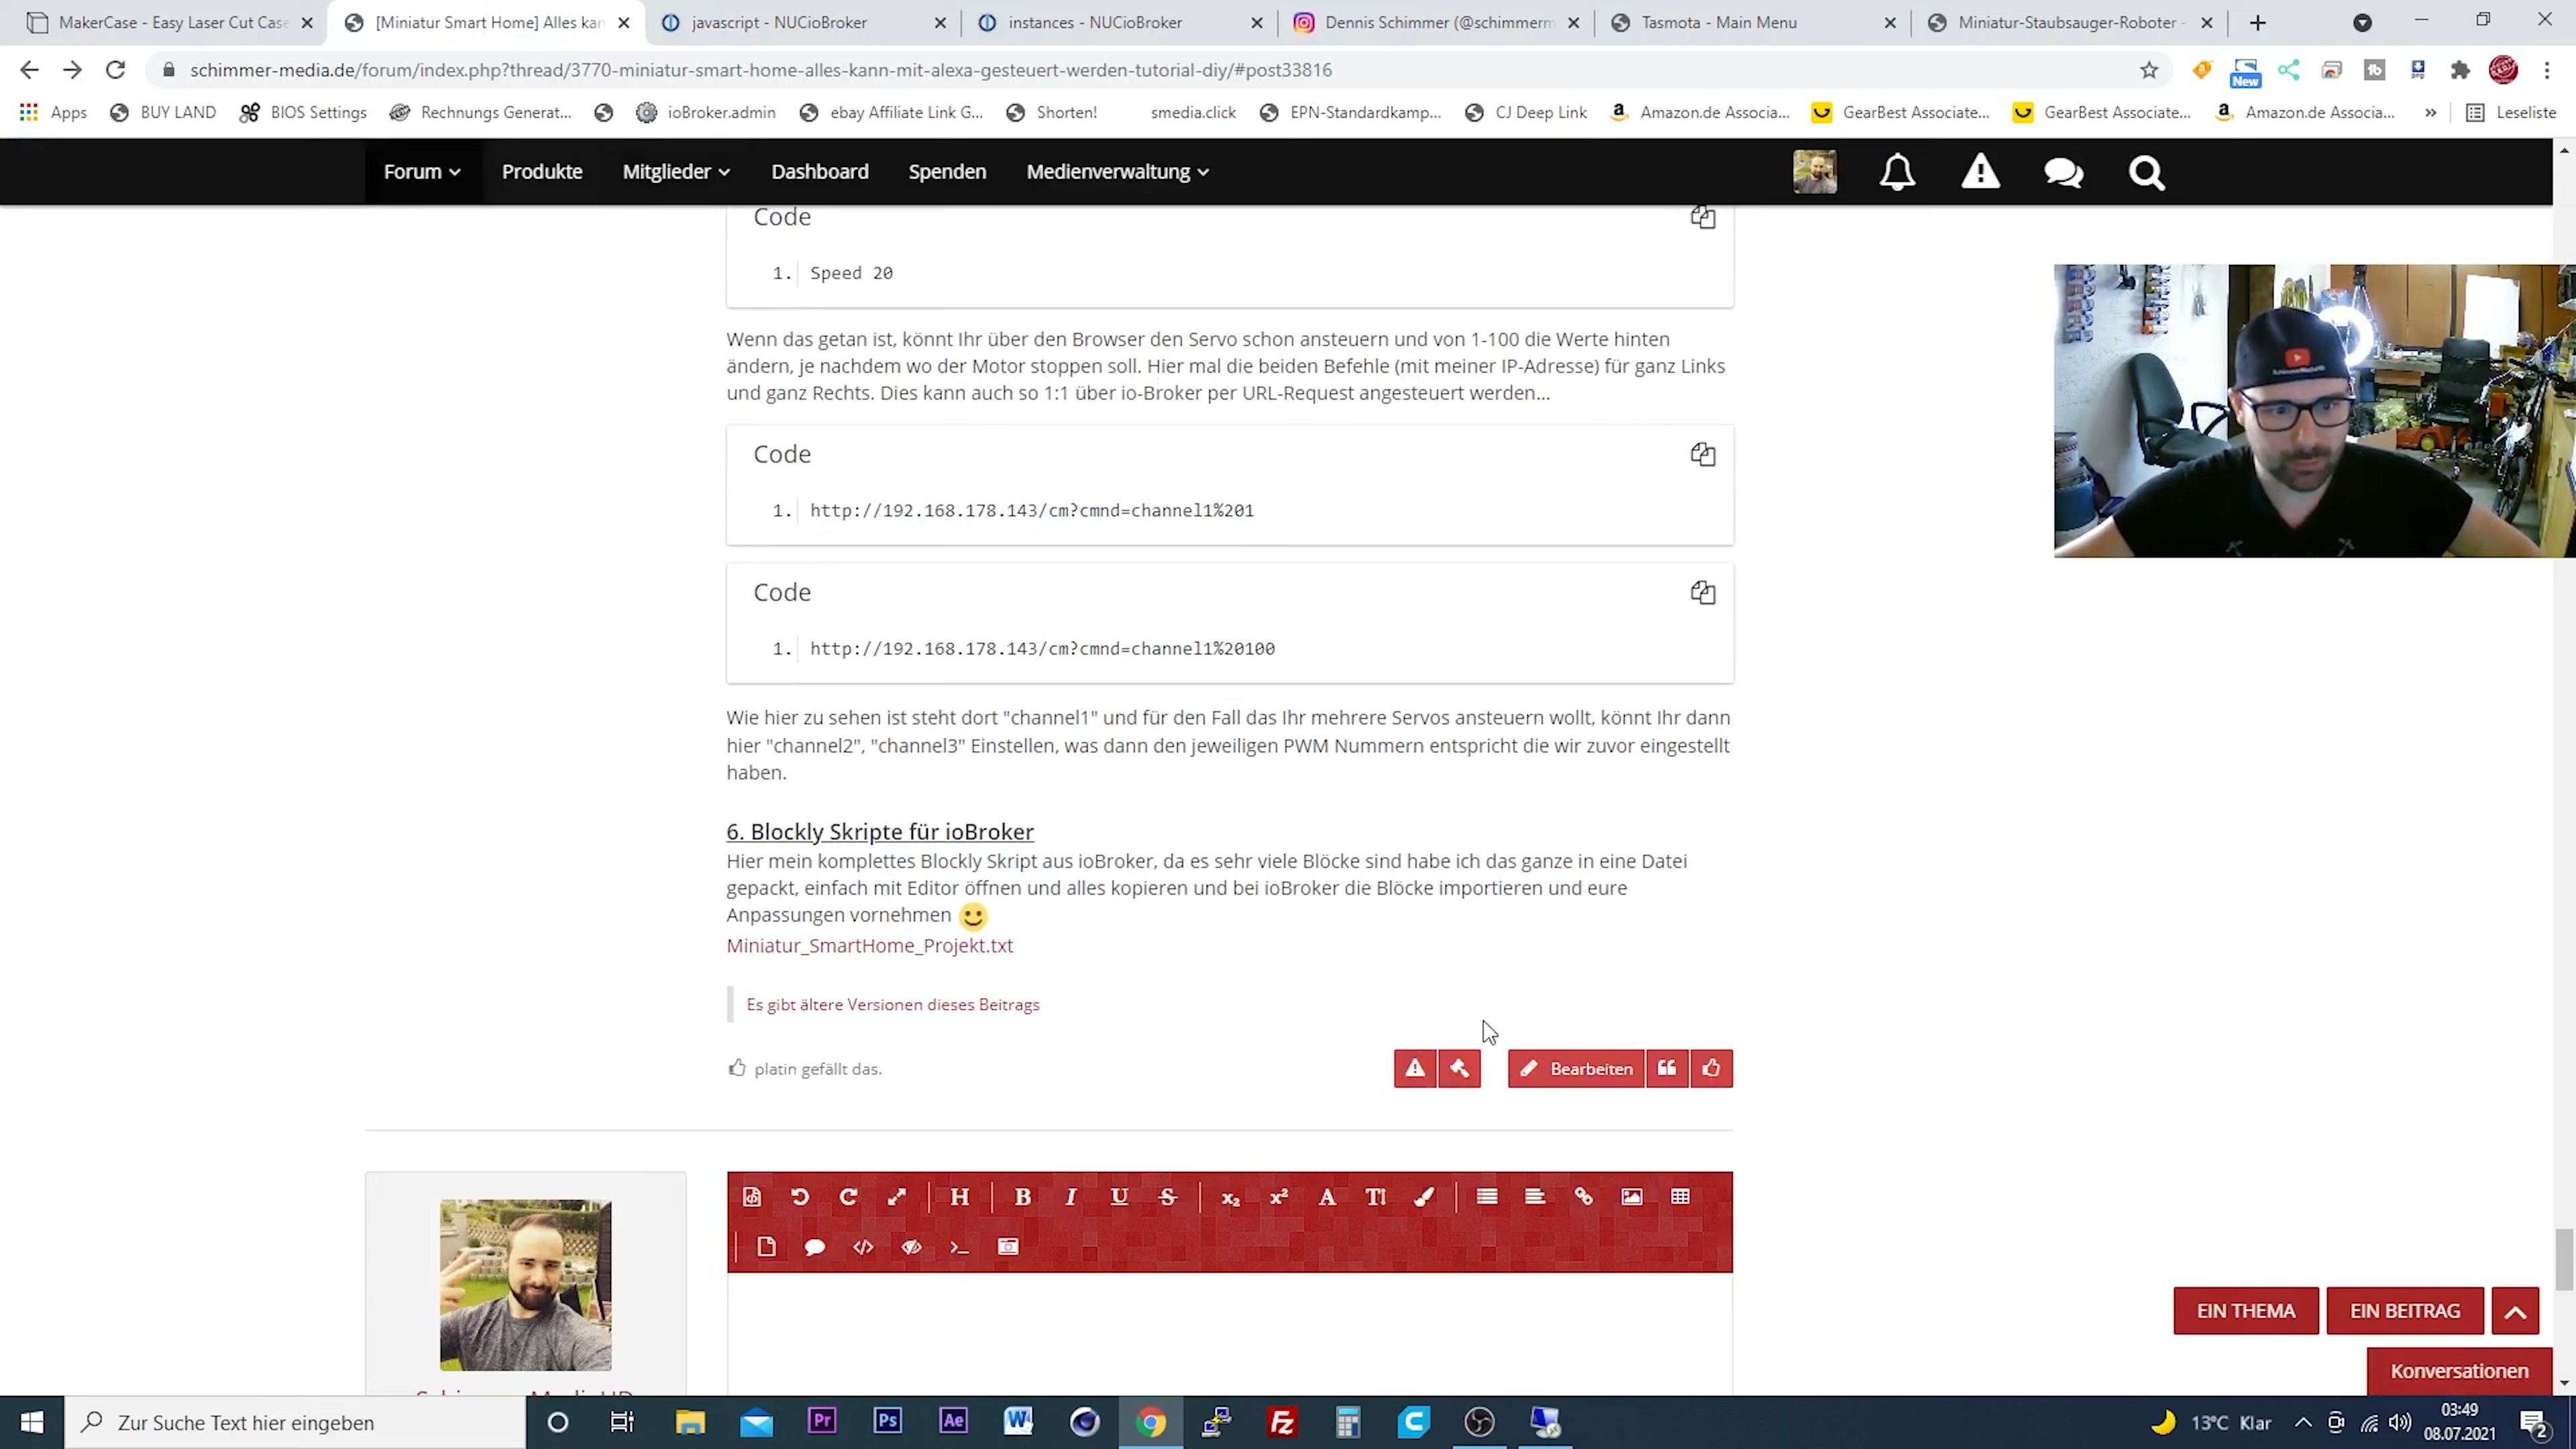 MakerCase - Easy Laser Cut Case
[Miniatur Smart Home] Alles kan
javascript - NUCioBroker
instances - NUCioBroker
Dennis Schimmer (@schimmerm
Tasmota - Main Menu
Miniatur-Staubsauger-Roboter -
schimmer-media.de/forum/index.php?thread/3770-miniatur-smart-home-alles-kann-mit-alexa-gesteuert-werden-tutorial-diy/#post33816
New
Apps
BUY LAND
BIOS Settings
Rechnungs Generat...
ioBroker.admin
ebay Affiliate Link G...
Shorten!
smedia.click
EPN-Standardkamp...
CJ Deep Link
Amazon.de Associa...
GearBest Associate...
GearBest Associate...
Amazon.de Associa...
»
Leseliste
Forum
Produkte
Mitglieder
Dashboard
Spenden
Medienverwaltung
Code
1. Speed 20
Wenn das getan ist, könnt Ihr über den Browser den Servo schon ansteuern und von 1-100 die Werte hinten
ändern, je nachdem wo der Motor stoppen soll. Hier mal die beiden Befehle (mit meiner IP-Adresse) für ganz Links
und ganz Rechts. Dies kann auch so 1:1 über io-Broker per URL-Request angesteuert werden...
Code
1. http://192.168.178.143/cm?cmnd=channel1%201
Code
1. http://192.168.178.143/cm?cmnd=channel1%20100
Wie hier zu sehen ist steht dort "channel1" und für den Fall das Ihr mehrere Servos ansteuern wollt, könnt Ihr dann
hier "channel2", "channel3" Einstellen, was dann den jeweiligen PWM Nummern entspricht die wir zuvor eingestellt
haben.
6. Blockly Skripte für ioBroker
Hier mein komplettes Blockly Skript aus ioBroker, da es sehr viele Blöcke sind habe ich das ganze in eine Datei
gepackt, einfach mit Editor öffnen und alles kopieren und bei ioBroker die Blöcke importieren und eure
Anpassungen vornehmen
Miniatur_SmartHome_Projekt.txt
Es gibt ältere Versionen dieses Beitrags
platin gefällt das.
Bearbeiten
H B I U S x₂ x² A TI
EIN THEMA
EIN BEITRAG
Konversationen
Zur Suche Text hier eingeben
Pr
Ps
Ae
W
Fz
C
13°C Klar
03:49
08.07.2021
2